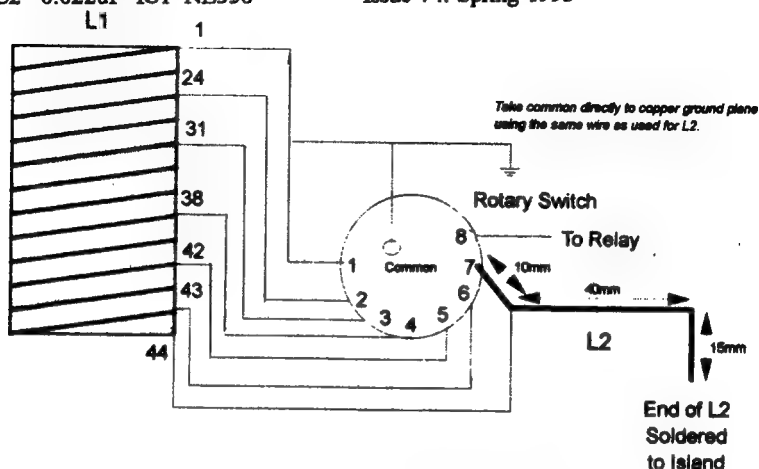 L1
1
24
31
38
42
43
44
Take common directly to copper ground plane
using the same wire as used for L2.
Rotary Switch
8
To Relay
1
Common
7
10mm
2
6
3
4
5
40mm
L2
15mm
End of L2
Soldered
to Island